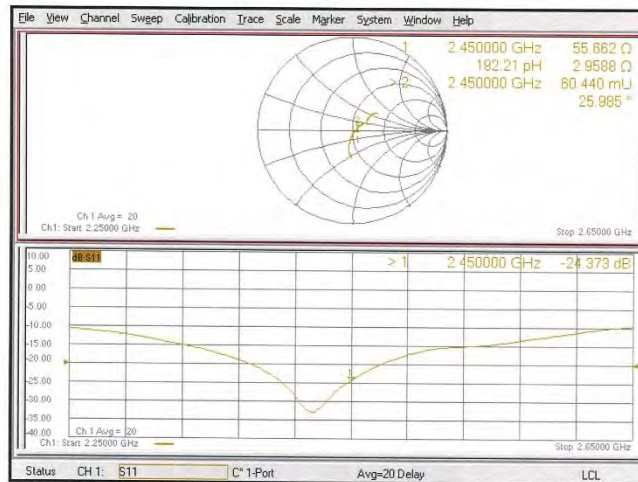 File View Channel Sweep Calibration Trace Scale Marker System Window Help
1 2.450000 GHz 55.662 Ω
192.21 pH 2.9588 Ω
> 2 2.450000 GHz 60.440 mU
25.985 °
Ch 1 Avg = 20
Ch1: Start 2.25000 GHz
Stop 2.65000 GHz
10.00
dB S11
> 1 2.450000 GHz -24.373 dB
5.00
0.00
-5.00
-10.00
-15.00
-20.00
-25.00
1
-30.00
-35.00
-40.00
Ch 1 Avg = 20
Ch1: Start 2.25000 GHz
Stop 2.65000 GHz
Status CH 1: S11 C* 1-Port Avg=20 Delay LCL